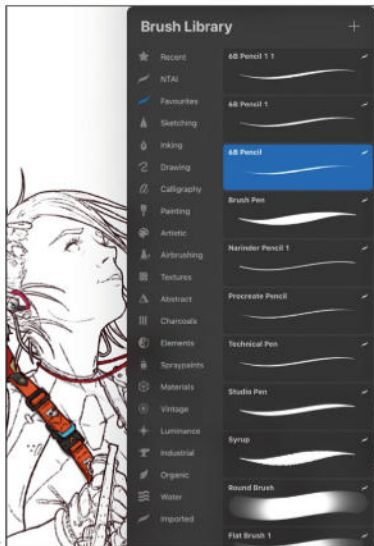 Brush Library
Recent
NTAI
Favourites
Sketching
Inking
Drawing
Calligraphy
Painting
Artistic
Airbrushing
Textures
Abstract
Charcoals
Elements
Spraypaints
Materials
Vintage
Luminance
Industrial
Organic
Water
Imported
6B Pencil 1 1
6B Pencil 1
6B Pencil
Brush Pen
Narinder Pencil 1
Procreate Pencil
Technical Pen
Studio Pen
Syrup
Round Brush
Flat Brush 1